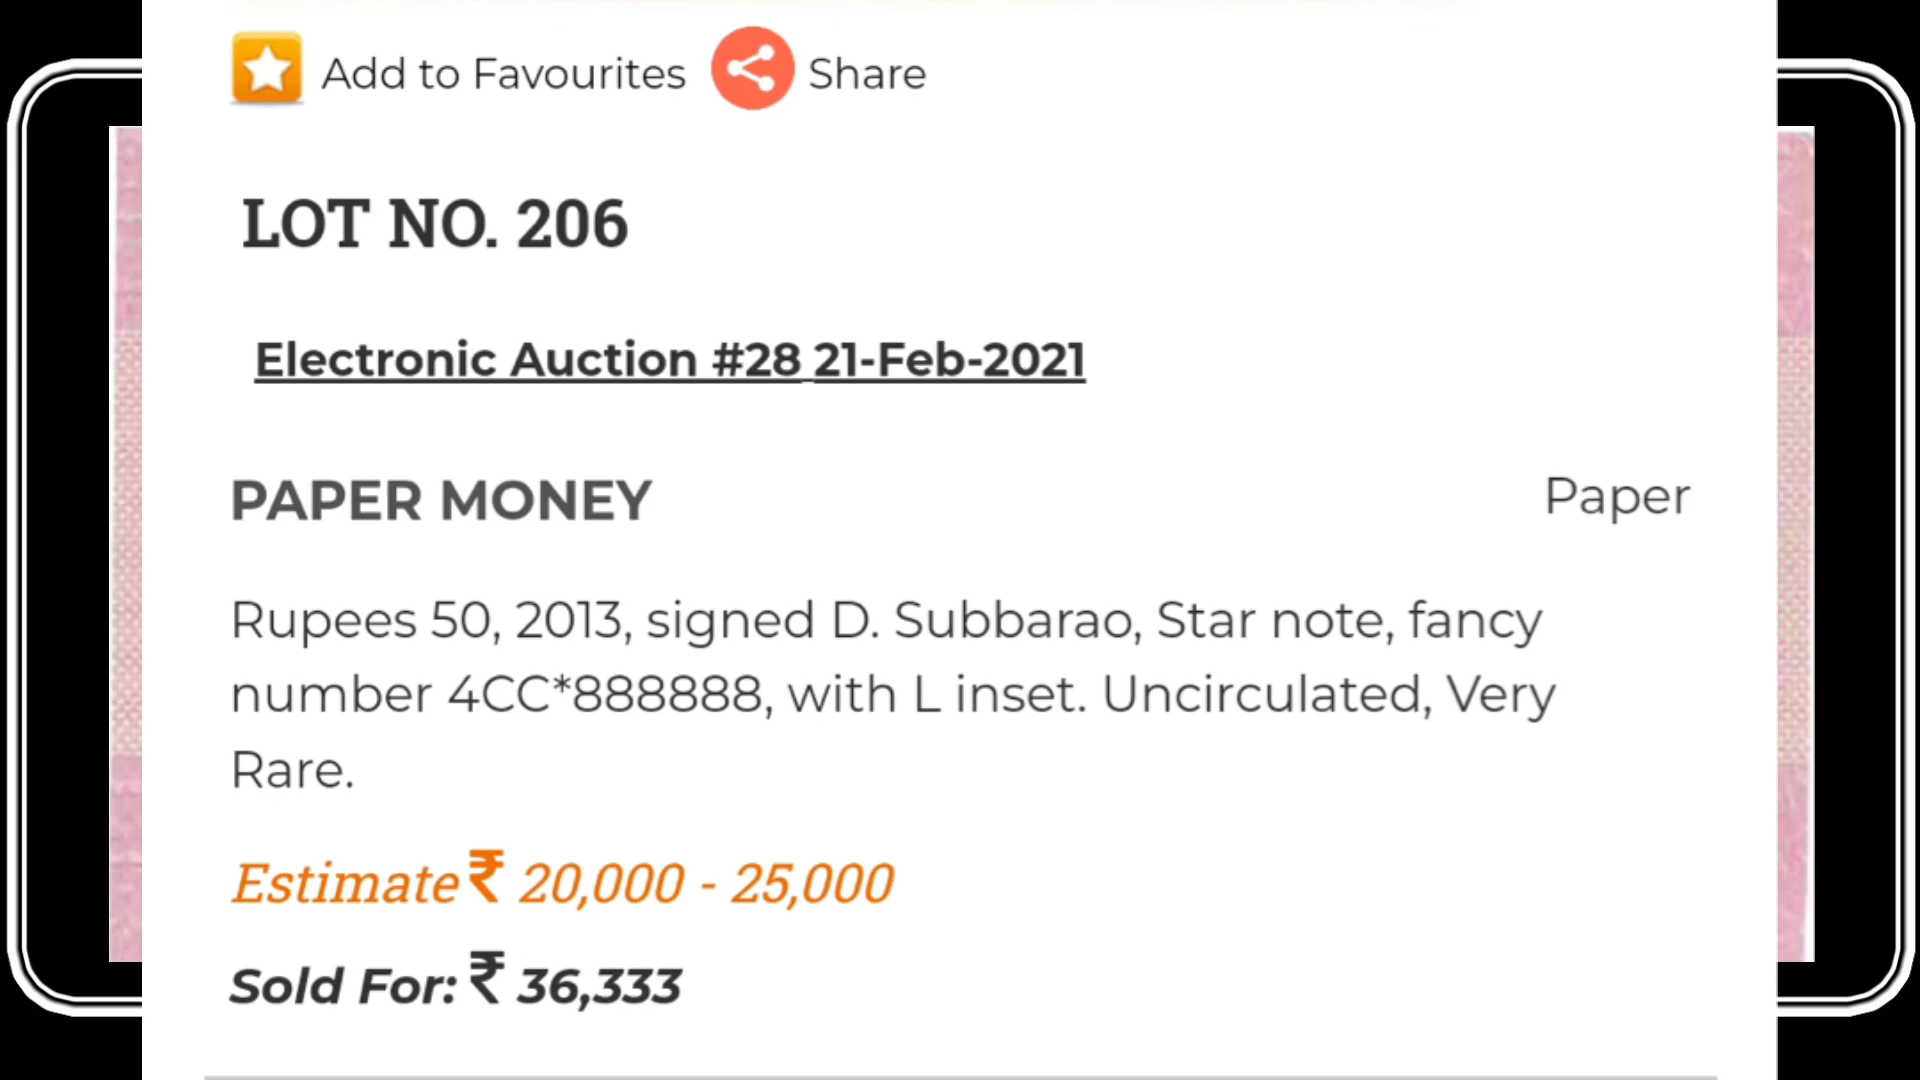 Add to Favourites Share
LOT NO. 206
Electronic Auction #28 21-Feb-2021
PAPER MONEY Paper
Rupees 50, 2013, signed D. Subbarao, Star note, fancy
number 4CC*888888, with L inset. Uncirculated, Very
Rare.
Estimate ₹ 20,000 - 25,000
Sold For: ₹ 36,333